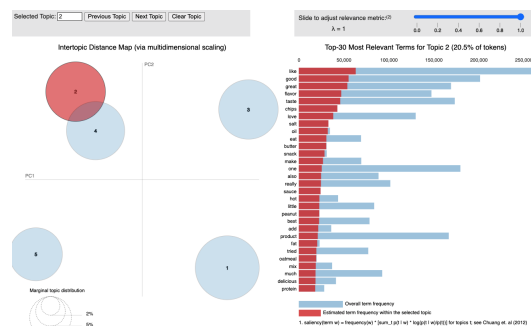 Selected Topic: 2 Previous Topic Next Topic Clear Topic
Slide to adjust relevance metric:(2)
λ = 1
0.0 0.2 0.4 0.6 0.8 1.0
Intertopic Distance Map (via multidimensional scaling)
PC2
PC1
2
4
3
5
1
Marginal topic distribution
2%
5%
Top-30 Most Relevant Terms for Topic 2 (20.5% of tokens)
0 50,000 100,000 150,000 200,000 250,00
like
good
great
flavor
taste
chips
love
salt
oil
eat
butter
snack
make
one
also
really
sauce
hot
little
peanut
best
add
product
fat
tried
oatmeal
mix
much
delicious
protein
Overall term frequency
Estimated term frequency within the selected topic
1. saliency(term w) = frequency(w) * [sum_t p(t | w) * log(p(t | w)/p(t))] for topics t; see Chuang et. al (2012)